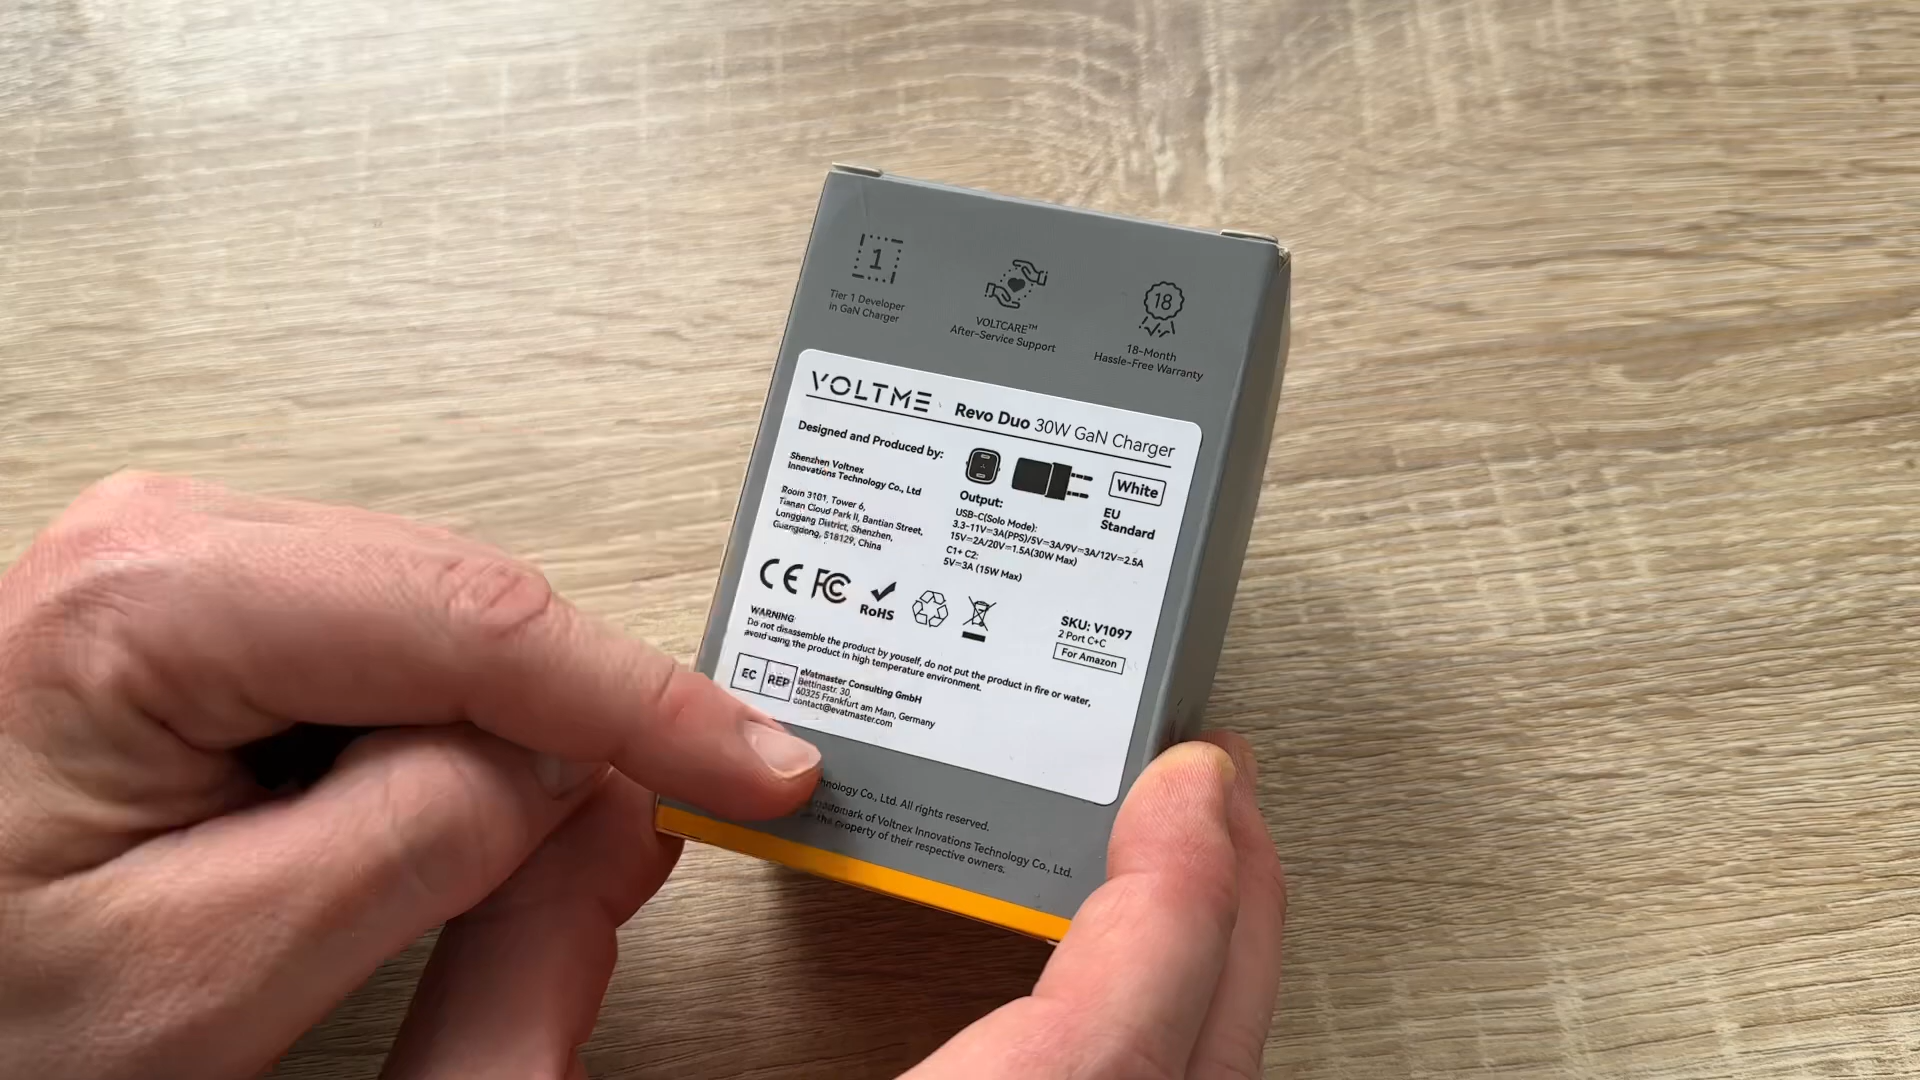 1
Tier 1 Developer
in GaN Charger
VOLTCARE™
After-Service Support
18
18-Month
Hassle-Free Warranty
VOLTME
Revo Duo 30W GaN Charger
Designed and Produced by:
Shenzhen Voltnex
Innovations Technology Co., Ltd
Room 3101, Tower 6,
Tianan Cloud Park II, Bantian Street,
Longgang District, Shenzhen,
Guangdong, 518129, China
White
EU
Standard
Output:
USB-C(Solo Mode):
3.3-11V=3A(PPS)/5V=3A/9V=3A/12V=2.5A
15V=2A/20V=1.5A(30W Max)
C1+ C2:
5V=3A (15W Max)
CE FC RoHS
SKU: V1097
2 Port C+C
For Amazon
WARNING:
Do not disassemble the product by youself, do not put the product in fire or water,
avoid using the product in high temperature environment.
EC REP
eVatmaster Consulting GmbH
Bettinastr. 30,
60325 Frankfurt am Main, Germany
contact@evatmaster.com
Co., Ltd. All rights reserved.
of Voltnex Innovations Technology Co., Ltd.
the property of their respective owners.